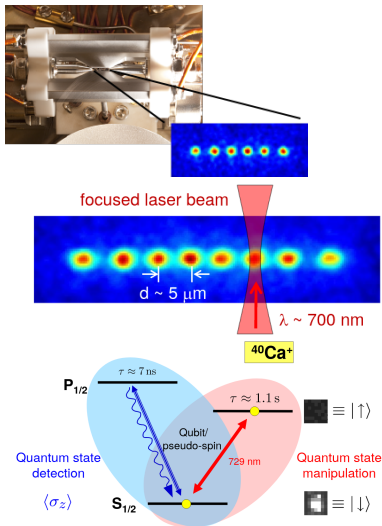 focused laser beam
d ~ 5 μm
λ ~ 700 nm
⁴⁰Ca⁺
τ ≈ 7 ns
P₁/₂
τ ≈ 1.1 s
≡ |↑⟩
Qubit/
pseudo-spin
729 nm
Quantum state
detection
Quantum state
manipulation
⟨σ_z⟩
S₁/₂
≡ |↓⟩